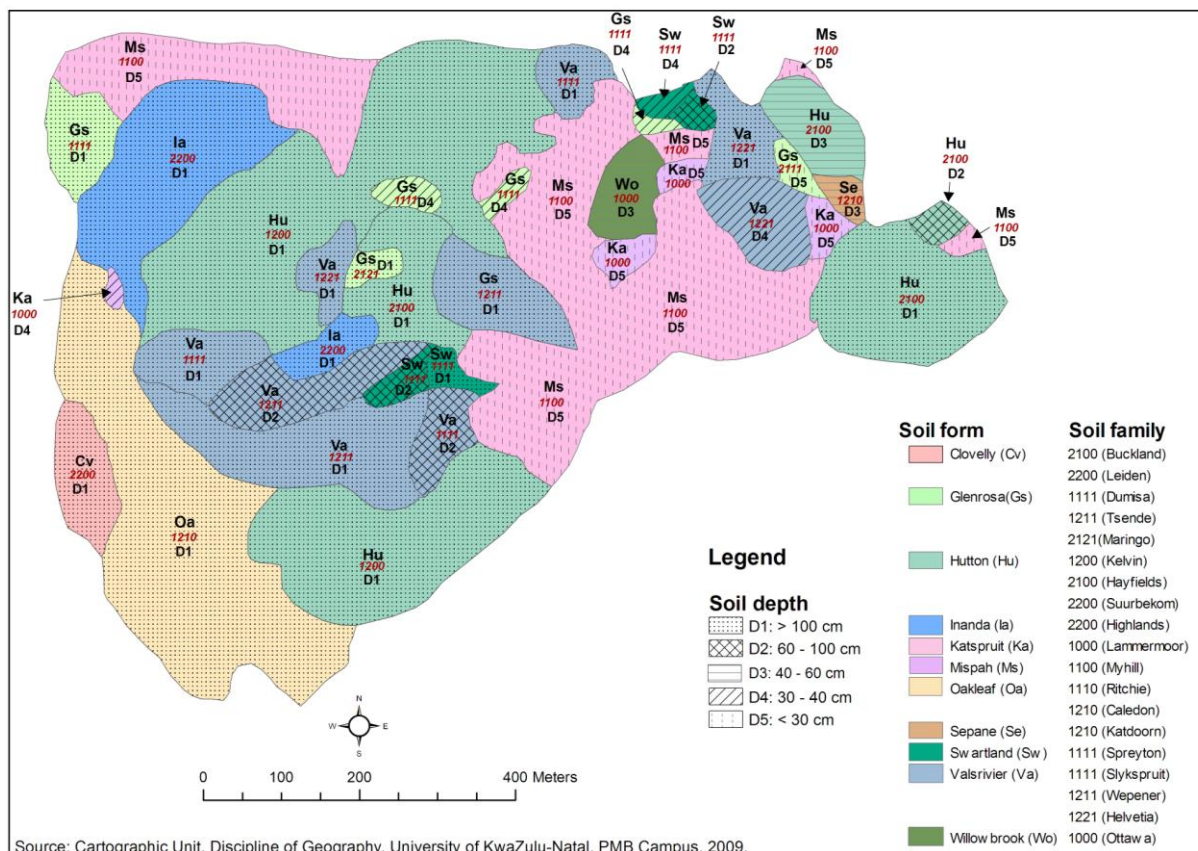 Ms
1100
D5
Gs
1111
D1
Ia
2200
D1
Va
1111
D1
Gs
1111
D4
Sw
1111
D4
Sw
1111
D2
Ms
1100
D5
Hu
2100
D3
Va
1221
D1
Ms D5
1100
Ka D5
1000
Gs
2111
D5
Se
1210
D3
Hu
2100
D2
Ms
1100
D5
Wo
1000
D3
Ms
1100
D5
Gs
1111 D4
Gs
1111
D4
Hu
1200
D1
Va
1221
D4
Ka
1000
D5
Va
1221
D1
Gs D1
2121
Ka
1000
D5
Gs
1211
D1
Hu
2100
D1
Hu
2100
D1
Ka
1000
D4
Ms
1100
D5
Ia
2200
D1
Va
1111
D1
Sw
1111
D2
Sw
1111
D1
Va
1211
D2
Ms
1100
D5
Va
1111
D2
Va
1211
D1
Cv
2200
D1
Oa
1210
D1
Hu
1200
D1
Legend
Soil depth
D1: > 100 cm
D2: 60 - 100 cm
D3: 40 - 60 cm
D4: 30 - 40 cm
D5: < 30 cm
Soil form Soil family
Clovelly (Cv) 2100 (Buckland)
2200 (Leiden)
Glenrosa(Gs) 1111 (Dumisa)
1211 (Tsende)
2121(Maringo)
Hutton (Hu) 1200 (Kelvin)
2100 (Hayfields)
2200 (Suurbekom)
Inanda (Ia) 2200 (Highlands)
Katspruit (Ka) 1000 (Lammermoor)
Mispah (Ms) 1100 (Myhill)
Oakleaf (Oa) 1110 (Ritchie)
1210 (Caledon)
Sepane (Se) 1210 (Katdoorn)
Swartland (Sw) 1111 (Spreyton)
Valsrivier (Va) 1111 (Slykspruit)
1211 (Wepener)
1221 (Helvetia)
Willowbrook (Wo) 1000 (Ottawa)
N
W E
S
0 200 400 Meters
Source: Cartographic Unit, Discipline of Geography, University of KwaZulu-Natal, PMB Campus, 2009.